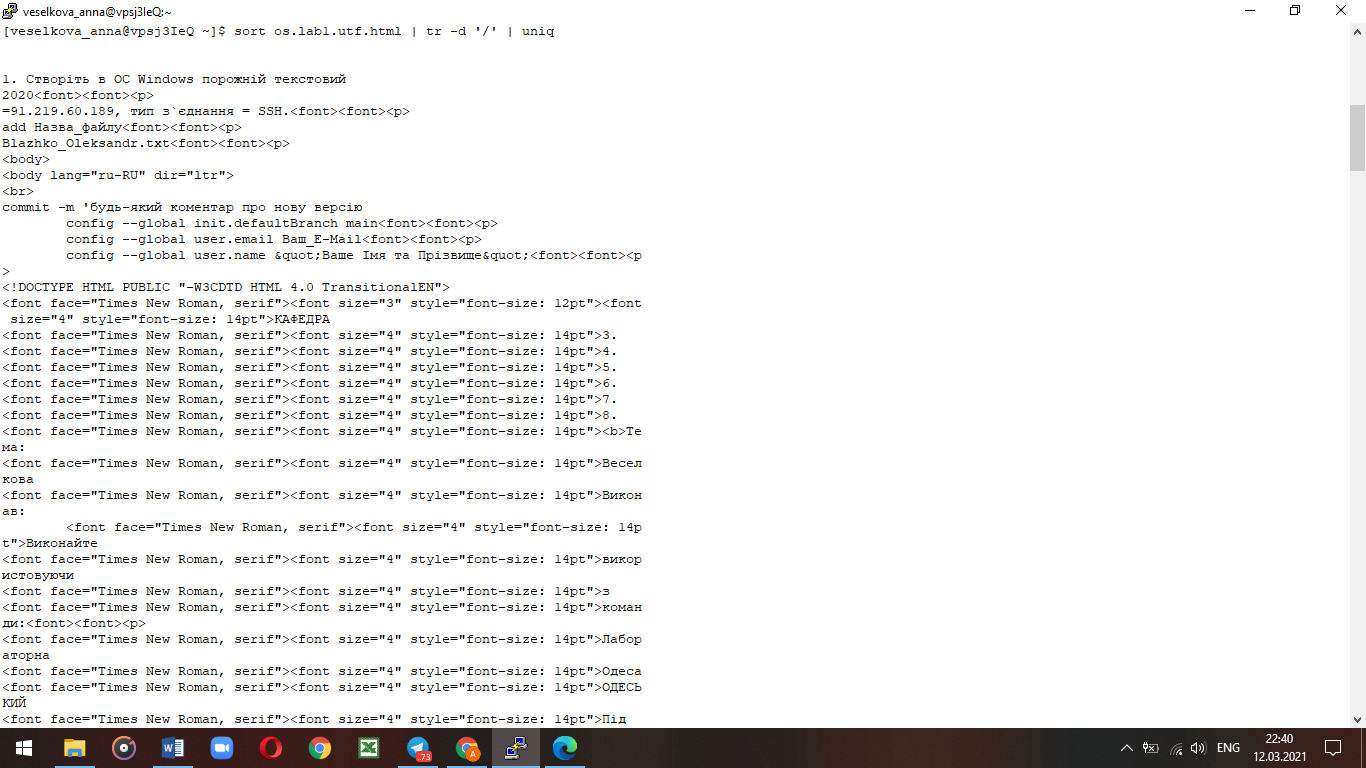 veselkova_anna@vpsj3IeQ:~
[veselkova_anna@vpsj3IeQ ~]$ sort os.lab1.utf.html | tr -d '/' | uniq
1. Створіть в ОС Windows порожній текстовий
2020<font><font><p>
=91.219.60.189, тип з`єднання = SSH.<font><font><p>
add Назва_файлу<font><font><p>
Blazhko_Oleksandr.txt<font><font><p>
<body>
<body lang="ru-RU" dir="ltr">
<br>
commit -m 'будь-який коментар про нову версію
config --global init.defaultBranch main<font><font><p>
config --global user.email Ваш_E-Mail<font><font><p>
config --global user.name &quot;Ваше Імя та Прізвище&quot;<font><font><p
>
<!DOCTYPE HTML PUBLIC "-W3CDTD HTML 4.0 TransitionalEN">
<font face="Times New Roman, serif"><font size="3" style="font-size: 12pt"><font
size="4" style="font-size: 14pt">КАФЕДРА
<font face="Times New Roman, serif"><font size="4" style="font-size: 14pt">3.
<font face="Times New Roman, serif"><font size="4" style="font-size: 14pt">4.
<font face="Times New Roman, serif"><font size="4" style="font-size: 14pt">5.
<font face="Times New Roman, serif"><font size="4" style="font-size: 14pt">6.
<font face="Times New Roman, serif"><font size="4" style="font-size: 14pt">7.
<font face="Times New Roman, serif"><font size="4" style="font-size: 14pt">8.
<font face="Times New Roman, serif"><font size="4" style="font-size: 14pt"><b>Те
ма:
<font face="Times New Roman, serif"><font size="4" style="font-size: 14pt">Весел
кова
<font face="Times New Roman, serif"><font size="4" style="font-size: 14pt">Викон
ав:
<font face="Times New Roman, serif"><font size="4" style="font-size: 14p
t">Виконайте
<font face="Times New Roman, serif"><font size="4" style="font-size: 14pt">викор
истовуючи
<font face="Times New Roman, serif"><font size="4" style="font-size: 14pt">з
<font face="Times New Roman, serif"><font size="4" style="font-size: 14pt">коман
ди:<font><font><p>
<font face="Times New Roman, serif"><font size="4" style="font-size: 14pt">Лабор
аторна
<font face="Times New Roman, serif"><font size="4" style="font-size: 14pt">Одеса
<font face="Times New Roman, serif"><font size="4" style="font-size: 14pt">ОДЕСЬ
КИЙ
<font face="Times New Roman, serif"><font size="4" style="font-size: 14pt">Під
73
A
ENG
22:40
12.03.2021